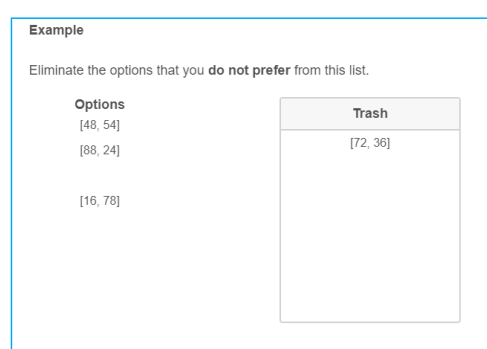 Example
Eliminate the options that you do not prefer from this list.
Options
[48, 54]
[88, 24]
[16, 78]
Trash
[72, 36]